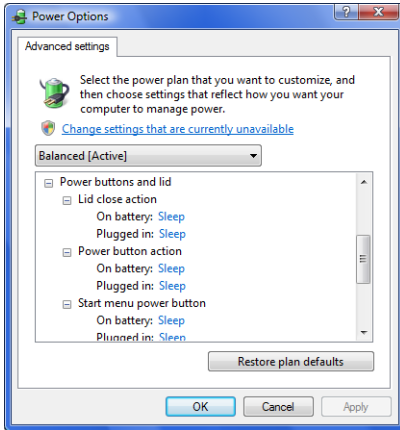 Power Options
Advanced settings
Select the power plan that you want to customize, and
then choose settings that reflect how you want your
computer to manage power.
Change settings that are currently unavailable
Balanced [Active]
Power buttons and lid
Lid close action
On battery: Sleep
Plugged in: Sleep
Power button action
On battery: Sleep
Plugged in: Sleep
Start menu power button
On battery: Sleep
Plugged in: Sleep
Restore plan defaults
OK Cancel Apply